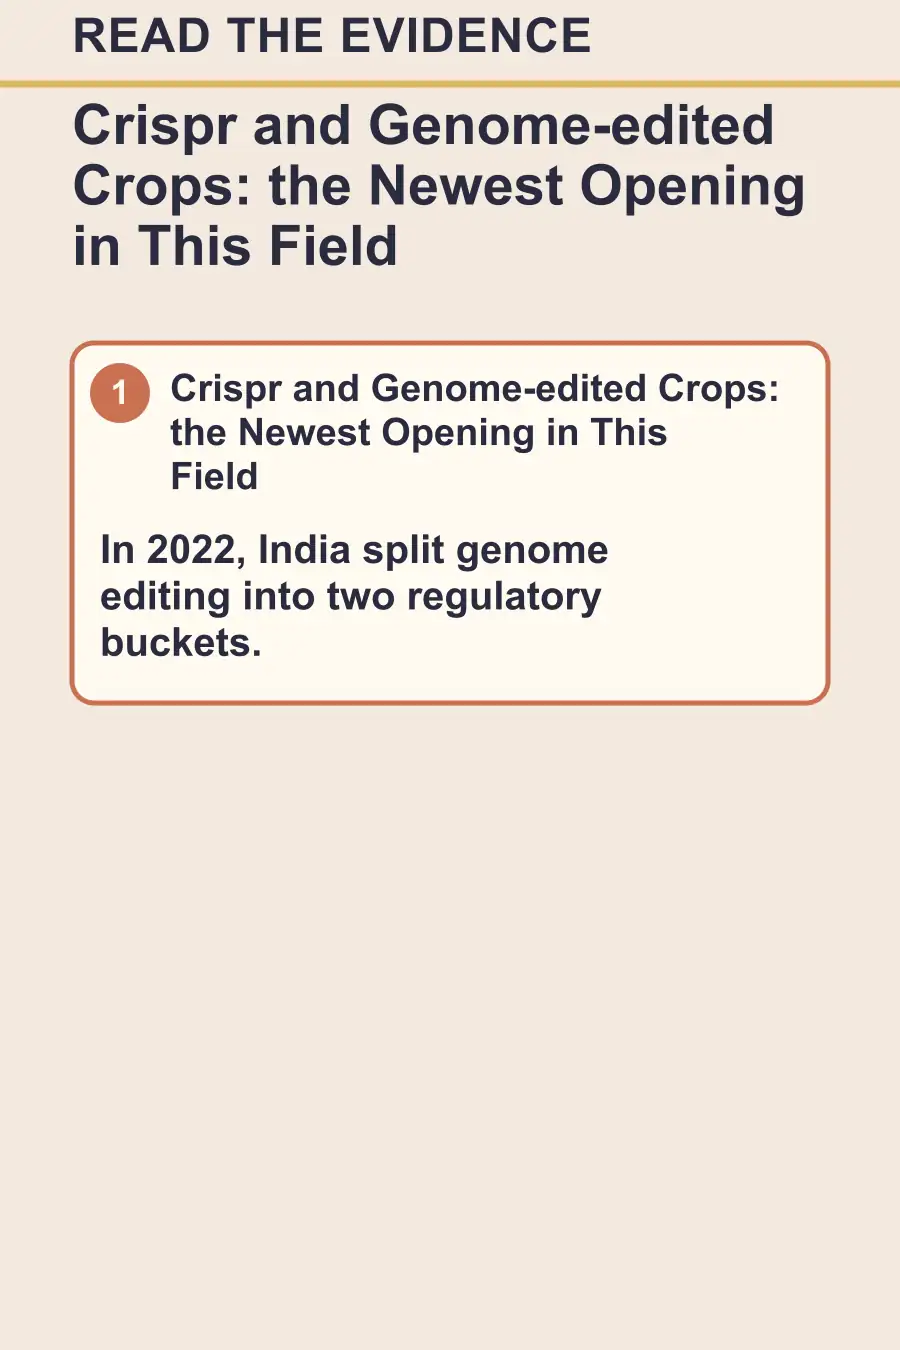 READ THE EVIDENCE
Crispr and Genome-edited
Crops: the Newest Opening
in This Field
1
Crispr and Genome-edited Crops:
the Newest Opening in This
Field
In 2022, India split genome
editing into two regulatory
buckets.